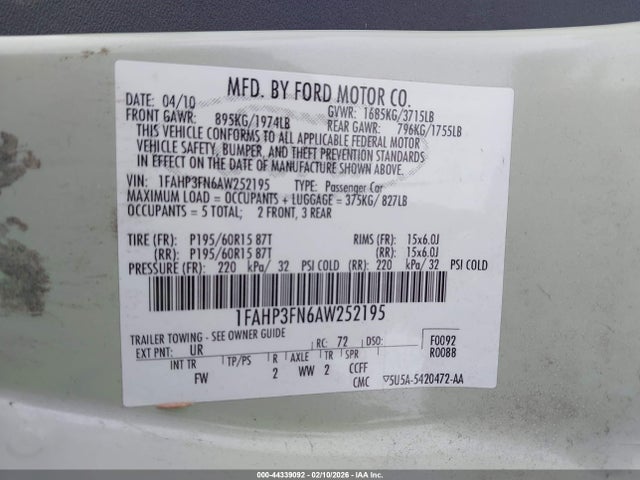 MFD. BY FORD MOTOR CO.
DATE: 04/10 GVWR: 1685KG/3715LB
FRONT GAWR: 895KG/1974LB REAR GAWR: 796KG/1755LB
THIS VEHICLE CONFORMS TO ALL APPLICABLE FEDERAL MOTOR
VEHICLE SAFETY, BUMPER, AND THEFT PREVENTION STANDARDS
IN EFFECT ON THE DATE OF MANUFACTURE SHOWN ABOVE.
VIN: 1FAHP3FN6AW252195 TYPE: Passenger Car
MAXIMUM LOAD = OCCUPANTS + LUGGAGE = 375KG/ 827LB
OCCUPANTS = 5 TOTAL; 2 FRONT, 3 REAR
TIRE (FR): P195/60R15 87T RIMS (FR): 15x6.0J
(RR): P195/60R15 87T (RR): 15x6.0J
PRESSURE (FR): 220 kPa/ 32 PSI COLD (RR): 220 kPa/ 32 PSI COLD
1FAHP3FN6AW252195
TRAILER TOWING - SEE OWNER GUIDE
EXT PNT: UR RC: 72 DSO: F0092
R0088
INT TR TP/PS R AXLE TR SPR
FW 2 WW 2 CCFF
CMC 5U5A-5420472-AA
000-44339092 - 02/10/2026 - IAA Inc.